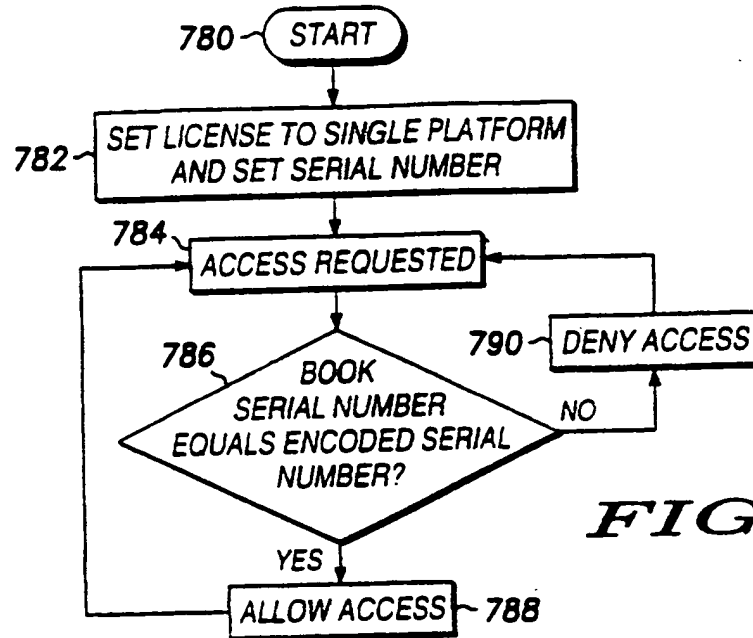 780
START
782
SET LICENSE TO SINGLE PLATFORM
AND SET SERIAL NUMBER
784
ACCESS REQUESTED
786
BOOK
SERIAL NUMBER
EQUALS ENCODED SERIAL
NUMBER?
790
DENY ACCESS
NO
FIG
YES
ALLOW ACCESS
788